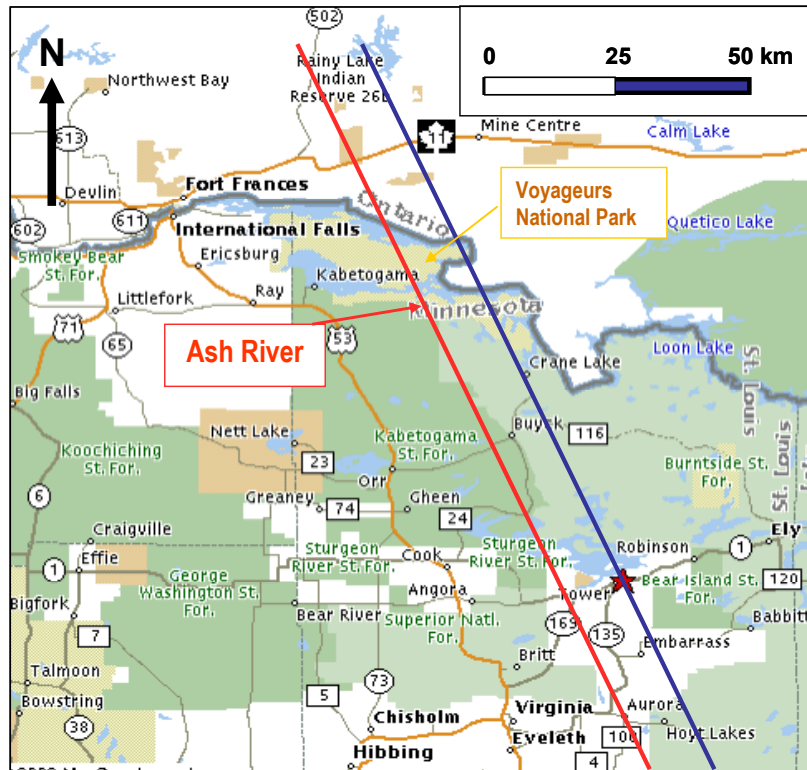 502
0 25 50 km
N
Rainy Lake
Indian
Reserve 26
Northwest Bay
613
11
Mine Centre
Calm Lake
Devlin
Fort Frances
Voyageurs
National Park
Ontario
611
602
International Falls
Quetico Lake
Smokey Bear
St. For.
Ericsburg
Kabetogama
Littlefork
Ray
Minnesota
71
65
Ash River
53
Loon Lake
St. Louis
Crane Lake
Big Falls
Nett Lake
Buyck
116
Koochiching
St. For.
23
Kabetogama
St. For.
Burntside St.
For.
St. Louis
Orr
6
Greaney
74
Gheen
24
Craigville
Sturgeon
River St. For.
Cook
Sturgeon
River St. For.
Robinson
1
Ely
1
Effie
George
Washington St.
For.
Angora
Tower
Bear Island St.
For.
120
Bigfork
Bear River
Superior Natl.
For.
169
135
Babbitt
7
Embarrass
Britt
Talmoon
5
73
Bowstring
Virginia
Aurora
38
Chisholm
100
Hoyt Lakes
Hibbing
Eveleth
4